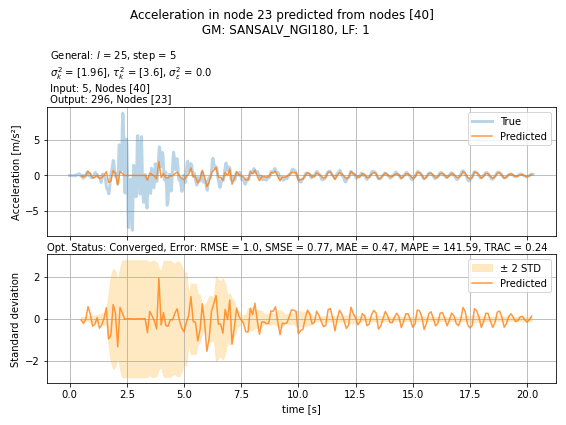 Acceleration in node 23 predicted from nodes [40]
GM: SANSALV_NGI180, LF: 1
General: l = 25, step = 5
σ²ₖ = [1.96], τ²ₖ = [3.6], σ²ε = 0.0
Input: 5, Nodes [40]
Output: 296, Nodes [23]
True
Predicted
Acceleration [m/s²]
5
0
−5
Opt. Status: Converged, Error: RMSE = 1.0, SMSE = 0.77, MAE = 0.47, MAPE = 141.59, TRAC = 0.24
± 2 STD
Predicted
Standard deviation
2
0
−2
0.0 2.5 5.0 7.5 10.0 12.5 15.0 17.5 20.0
time [s]